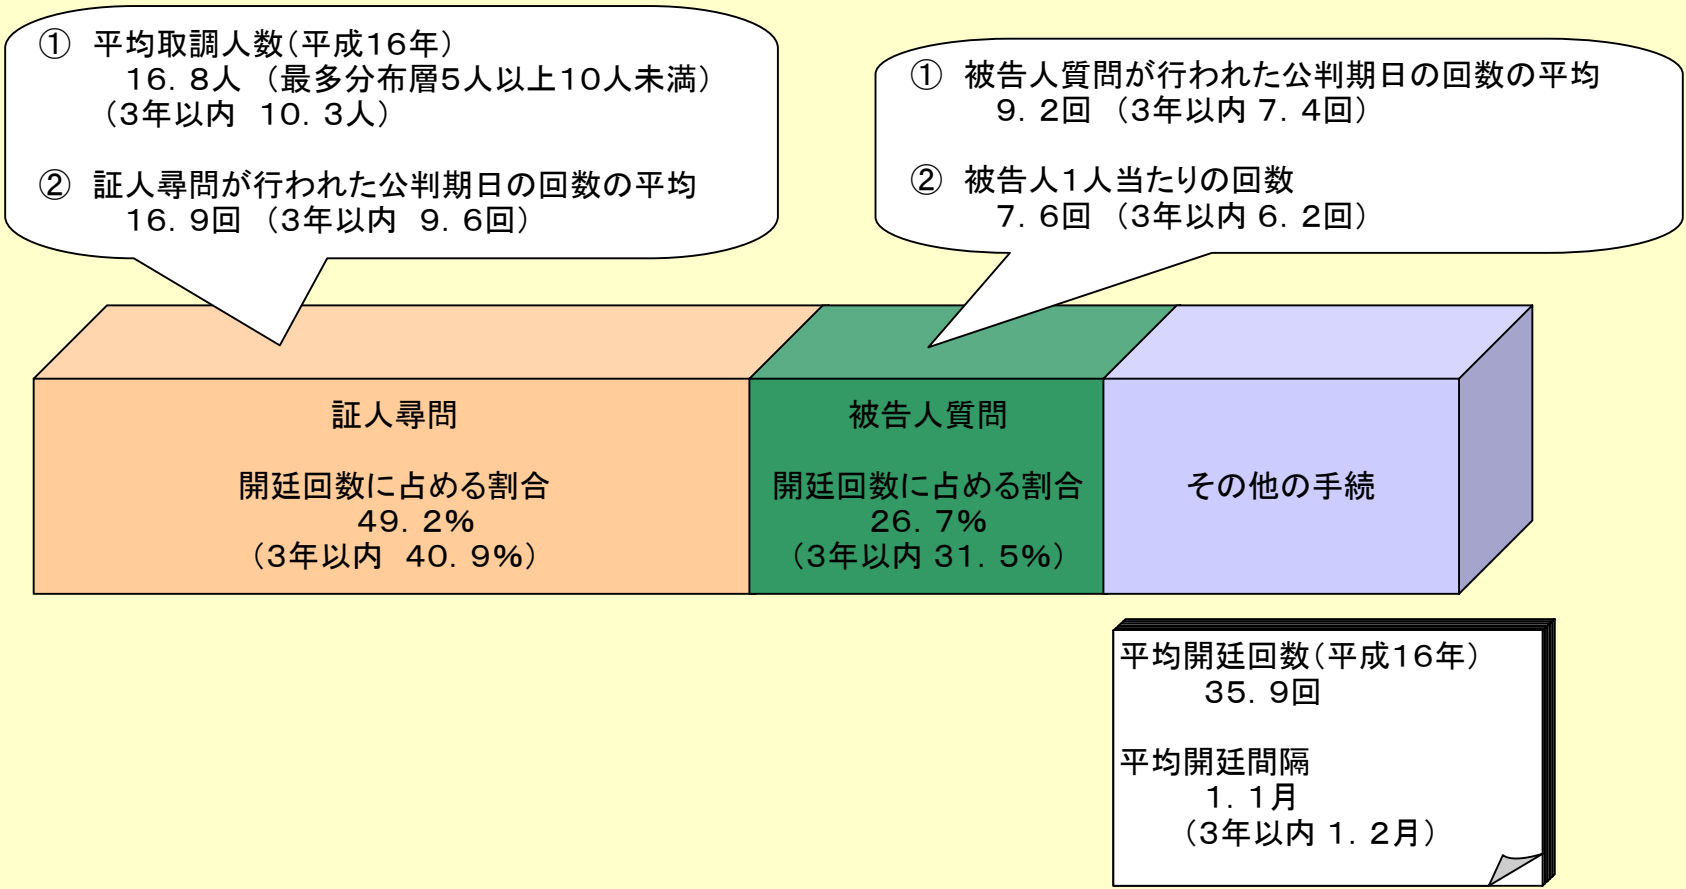 ① 平均取調人数(平成16年)
16.8人 (最多分布層5人以上10人未満)
(3年以内 10.3人)
② 証人尋問が行われた公判期日の回数の平均
16.9回 (3年以内 9.6回)
① 被告人質問が行われた公判期日の回数の平均
9.2回 (3年以内 7.4回)
② 被告人1人当たりの回数
7.6回 (3年以内 6.2回)
証人尋問
開廷回数に占める割合
49.2%
(3年以内 40.9%)
被告人質問
開廷回数に占める割合
26.7%
(3年以内 31.5%)
その他の手続
平均開廷回数(平成16年)
35.9回
平均開廷間隔
1.1月
(3年以内 1.2月)